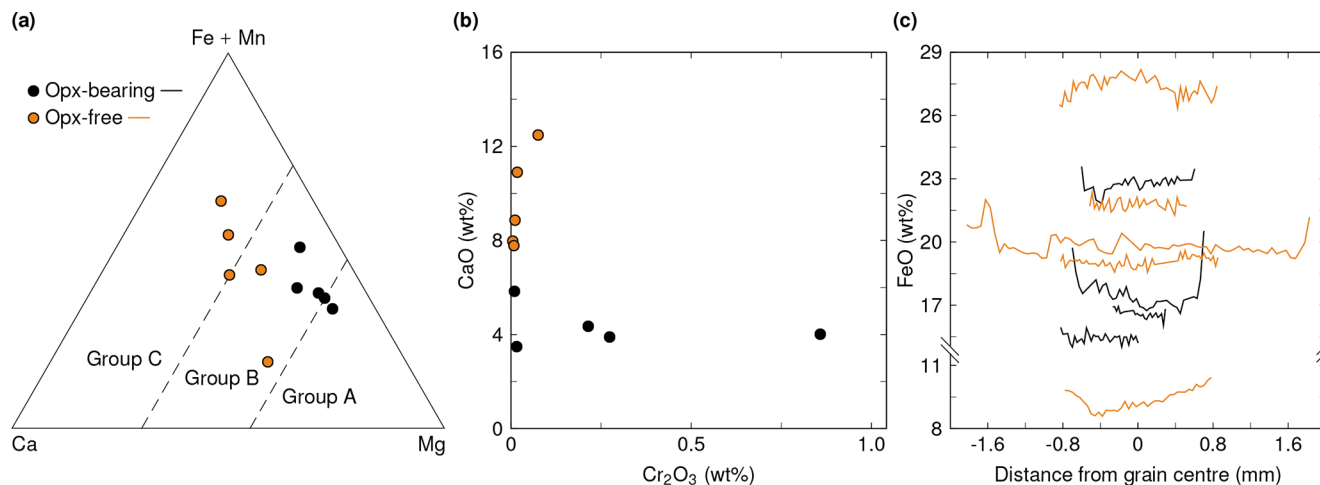 (a)
Fe + Mn
Opx-bearing
Opx-free
Group C
Group B
Group A
Ca
Mg
(b)
16
12
8
4
0
CaO (wt%)
0
0.5
1.0
Cr₂O₃ (wt%)
(c)
29
26
23
20
17
11
8
FeO (wt%)
-1.6
-0.8
0
0.8
1.6
Distance from grain centre (mm)